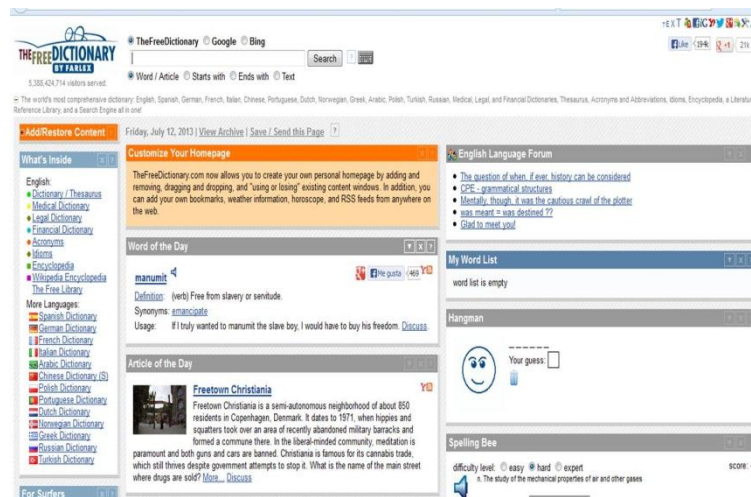 TEXT
THE FREE DICTIONARY
BY FARLEX
5,388,424,714 visitors served.
TheFreeDictionary Google Bing
Search ?
Word / Article Starts with Ends with Text
Like 194k +1 21k
The world's most comprehensive dictionary: English, Spanish, German, French, Italian, Chinese, Portuguese, Dutch, Norwegian, Greek, Arabic, Polish, Turkish, Russian, Medical, Legal, and Financial Dictionaries, Thesaurus, Acronyms and Abbreviations, Idioms, Encyclopedia, a Literature
Reference Library, and a Search Engine all in one!
Add/Restore Content
Friday, July 12, 2013 | View Archive | Save / Send this Page ?
What's Inside
English:
Dictionary / Thesaurus
Medical Dictionary
Legal Dictionary
Financial Dictionary
Acronyms
Idioms
Encyclopedia
Wikipedia Encyclopedia
The Free Library
More Languages:
Spanish Dictionary
German Dictionary
French Dictionary
Italian Dictionary
Arabic Dictionary
Chinese Dictionary (S)
Polish Dictionary
Portuguese Dictionary
Dutch Dictionary
Norwegian Dictionary
Greek Dictionary
Russian Dictionary
Turkish Dictionary
For Surfers
Customize Your Homepage
TheFreeDictionary.com now allows you to create your own personal homepage by adding and
removing, dragging and dropping, and "using or losing" existing content windows. In addition, you
can add your own bookmarks, weather information, horoscope, and RSS feeds from anywhere on
the web.
Word of the Day
manumit
Me gusta 469
Definition: (verb) Free from slavery or servitude.
Synonyms: emancipate
Usage: If I truly wanted to manumit the slave boy, I would have to buy his freedom. Discuss.
Article of the Day
Freetown Christiania
Freetown Christiania is a semi-autonomous neighborhood of about 850
residents in Copenhagen, Denmark. It dates to 1971, when hippies and
squatters took over an area of recently abandoned military barracks and
formed a commune there. In the liberal-minded community, meditation is
paramount and both guns and cars are banned. Christiania is famous for its cannabis trade,
which still thrives despite government attempts to stop it. What is the name of the main street
where drugs are sold? More... Discuss
English Language Forum
The question of when, if ever, history can be considered
CPE - grammatical structures
Mentally, though, it was the cautious crawl of the plotter
was meant = was destined ??
Glad to meet you!
My Word List
word list is empty
Hangman
Your guess:
Spelling Bee
difficulty level: easy hard expert
score:
n. The study of the mechanical properties of air and other gases